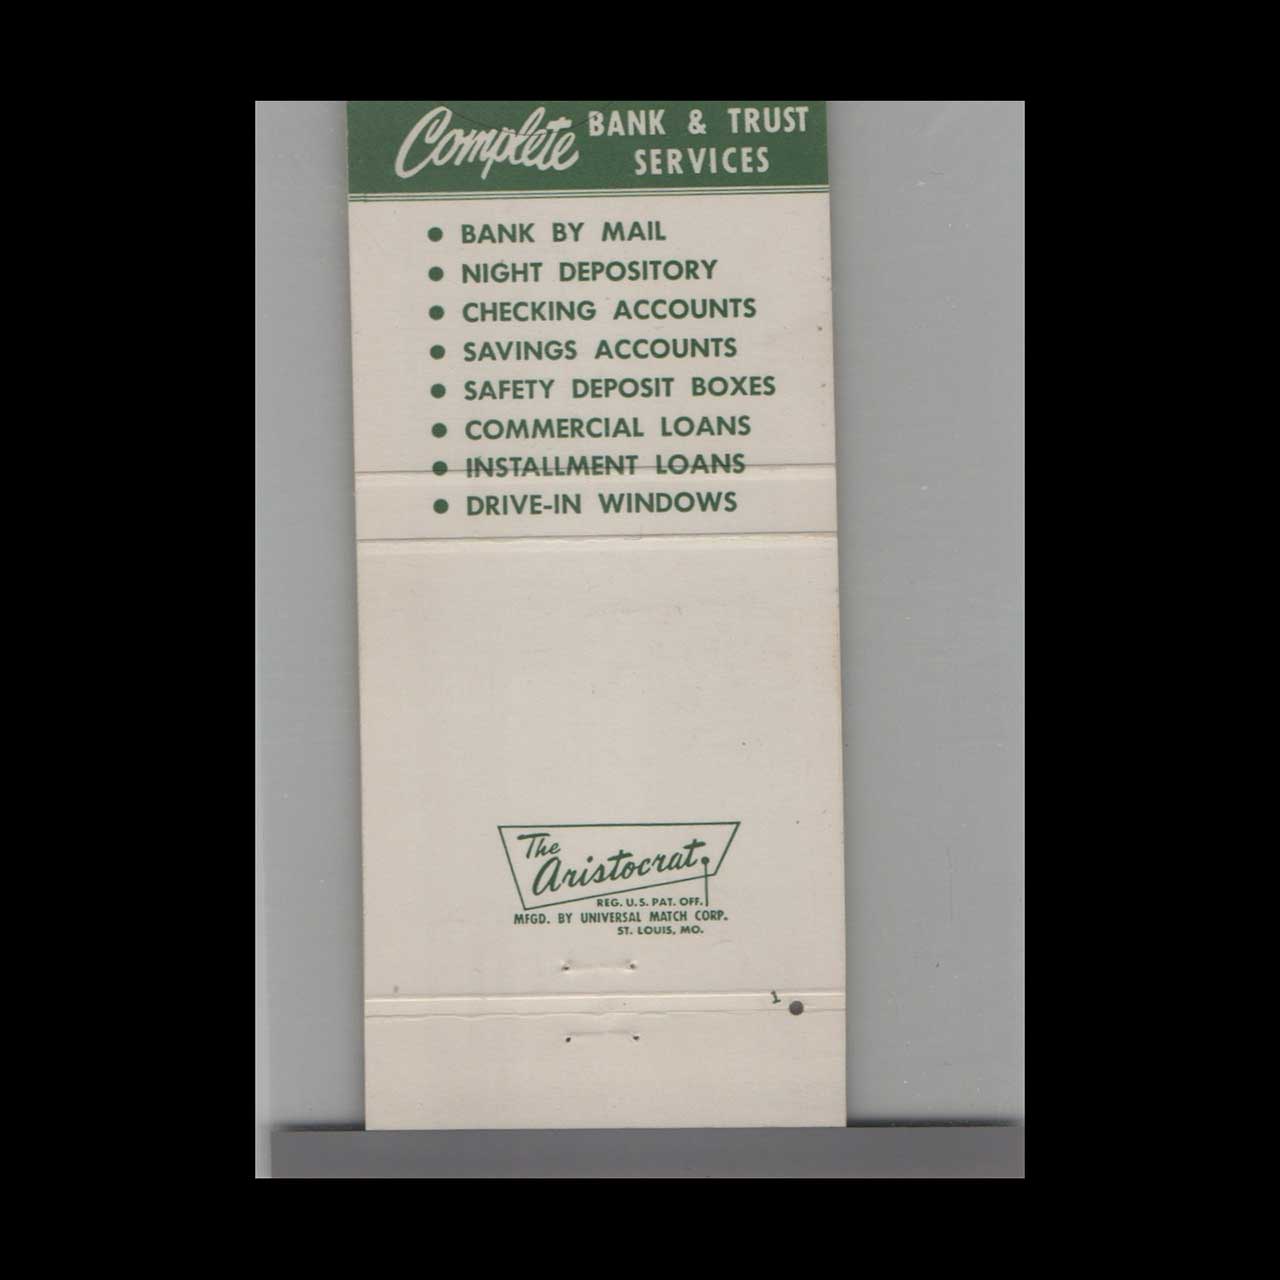 Complete BANK & TRUST
SERVICES
● BANK BY MAIL
● NIGHT DEPOSITORY
● CHECKING ACCOUNTS
● SAVINGS ACCOUNTS
● SAFETY DEPOSIT BOXES
● COMMERCIAL LOANS
● INSTALLMENT LOANS
● DRIVE-IN WINDOWS
The
Aristocrat
REG. U.S. PAT. OFF.
MFGD. BY UNIVERSAL MATCH CORP.
ST. LOUIS, MO.
1